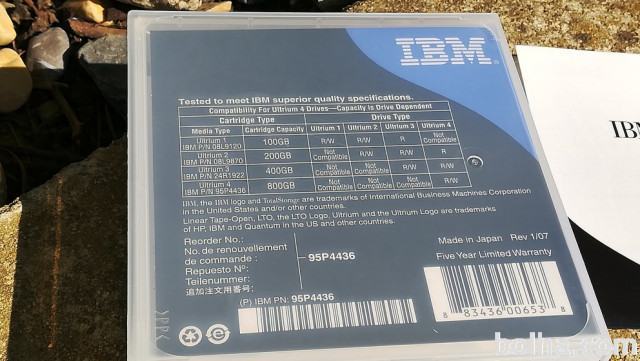 IBM
Tested to meet IBM superior quality specifications.
Compatibility For Ultrium 4 Drives—Capacity is Drive Dependent
Cartridge Type Drive Type
Media Type Cartridge Capacity Ultrium 1 Ultrium 2 Ultrium 3 Ultrium 4
Ultrium 1 IBM P/N 08L9120 100GB R/W R/W R Not Compatible
Ultrium 2 IBM P/N 08L9870 200GB Not Compatible R/W R/W R
Ultrium 3 IBM P/N 24R1922 400GB Not Compatible Not Compatible R/W R/W
Ultrium 4 IBM P/N 95P4436 800GB Not Compatible Not Compatible Not Compatible R/W
IBM, the IBM logo and TotalStorage are trademarks of International Business Machines Corporation
in the United States and/or other countries.
Linear Tape-Open, LTO, the LTO Logo, Ultrium and the Ultrium Logo are trademarks
of HP, IBM and Quantum in the US and other countries.
Reorder No.:
No. de renouvellement
de commande :
Repuesto Nº:
Teilenummer:
追加注文用番号:
95P4436
Made in Japan Rev 1/07
Five Year Limited Warranty
(P) IBM PN: 95P4436
8 83436 00653 8
>PP<
IBM